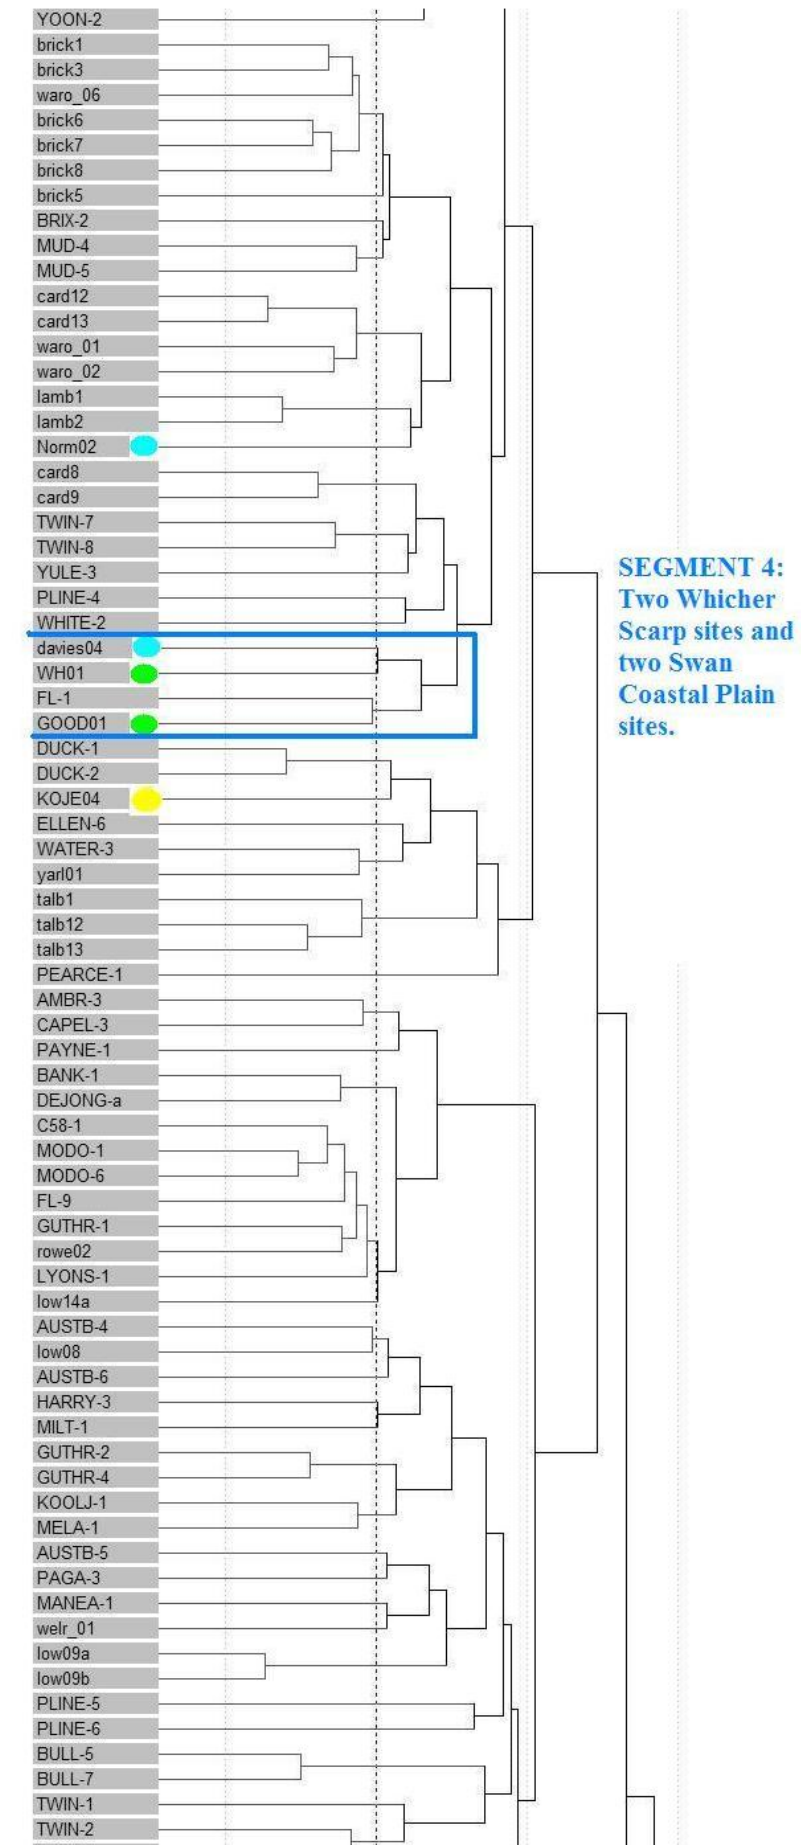 YOON-2
brick1
brick3
waro_06
brick6
brick7
brick8
brick5
BRIX-2
MUD-4
MUD-5
card12
card13
waro_01
waro_02
lamb1
lamb2
Norm02
card8
card9
TWIN-7
TWIN-8
YULE-3
PLINE-4
WHITE-2
davies04
WH01
FL-1
GOOD01
SEGMENT 4:
Two Whicher
Scarp sites and
two Swan
Coastal Plain
sites.
DUCK-1
DUCK-2
KOJE04
ELLEN-6
WATER-3
yarl01
talb1
talb12
talb13
PEARCE-1
AMBR-3
CAPEL-3
PAYNE-1
BANK-1
DEJONG-a
C58-1
MODO-1
MODO-6
FL-9
GUTHR-1
rowe02
LYONS-1
low14a
AUSTB-4
low08
AUSTB-6
HARRY-3
MILT-1
GUTHR-2
GUTHR-4
KOOLJ-1
MELA-1
AUSTB-5
PAGA-3
MANEA-1
welr_01
low09a
low09b
PLINE-5
PLINE-6
BULL-5
BULL-7
TWIN-1
TWIN-2